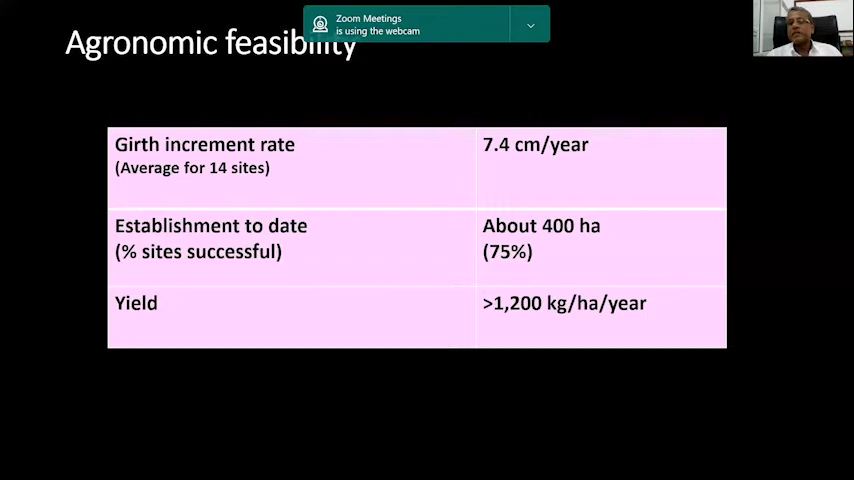 Zoom Meetings
is using the webcam
Agronomic feasibility
Girth increment rate
(Average for 14 sites)
7.4 cm/year
Establishment to date
(% sites successful)
About 400 ha
(75%)
Yield
>1,200 kg/ha/year